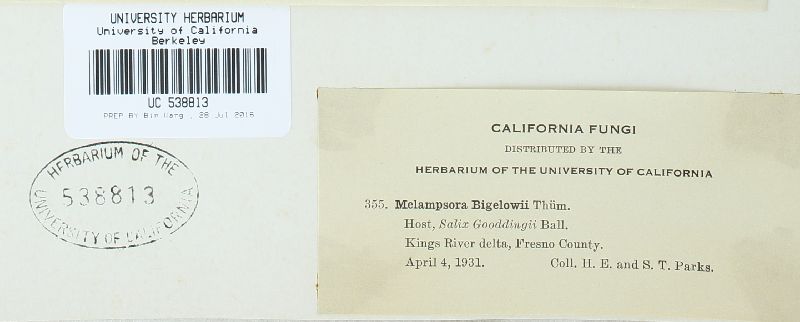 UNIVERSITY HERBARIUM
University of California
Berkeley
UC 538813
PREP BY Bin Wang , 28 Jul 2016
HERBARIUM OF THE
538813
UNIVERSITY OF CALIFORNIA
CALIFORNIA FUNGI
DISTRIBUTED BY THE
HERBARIUM OF THE UNIVERSITY OF CALIFORNIA
355. Melampsora Bigelowii Thüm.
Host, Salix Gooddingii Ball.
Kings River delta, Fresno County.
April 4, 1931. Coll. H. E. and S. T. Parks.